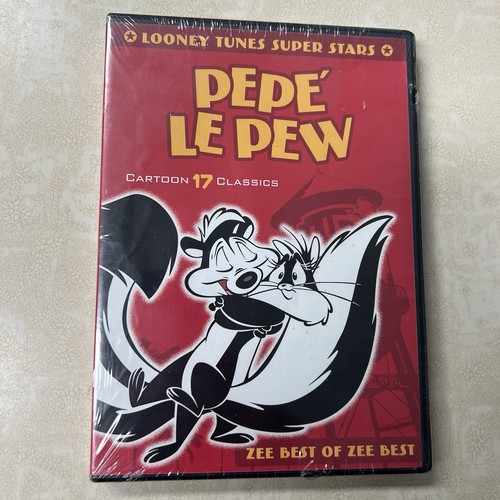 LOONEY TUNES SUPER STARS
PEPÉ
LE PEW
CARTOON 17 CLASSICS
ZEE BEST OF ZEE BEST